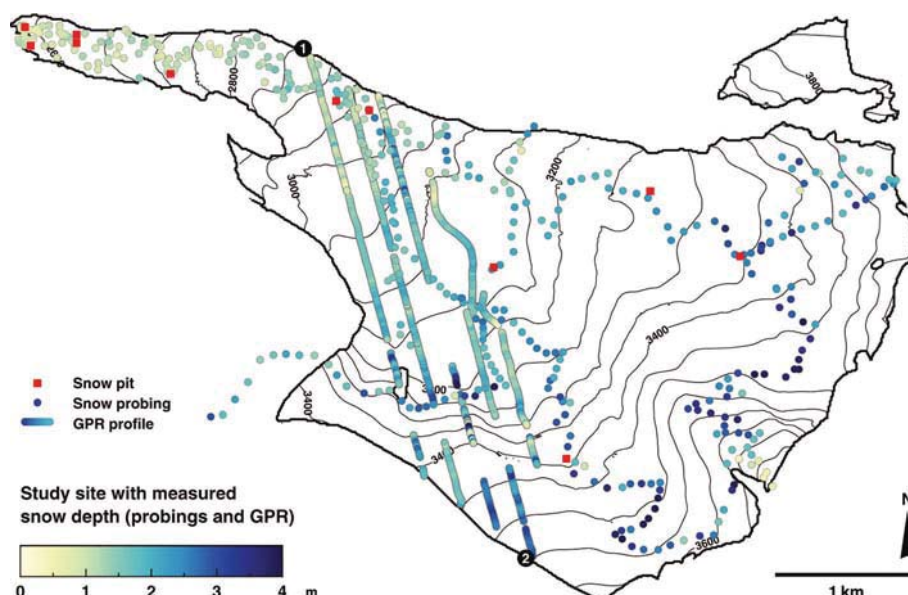 1
2800
3800
3000
3200
3400
3400
3400
3600
2
Snow pit
Snow probing
GPR profile
Study site with measured
snow depth (probings and GPR)
0 1 2 3 4 m
N
1 km